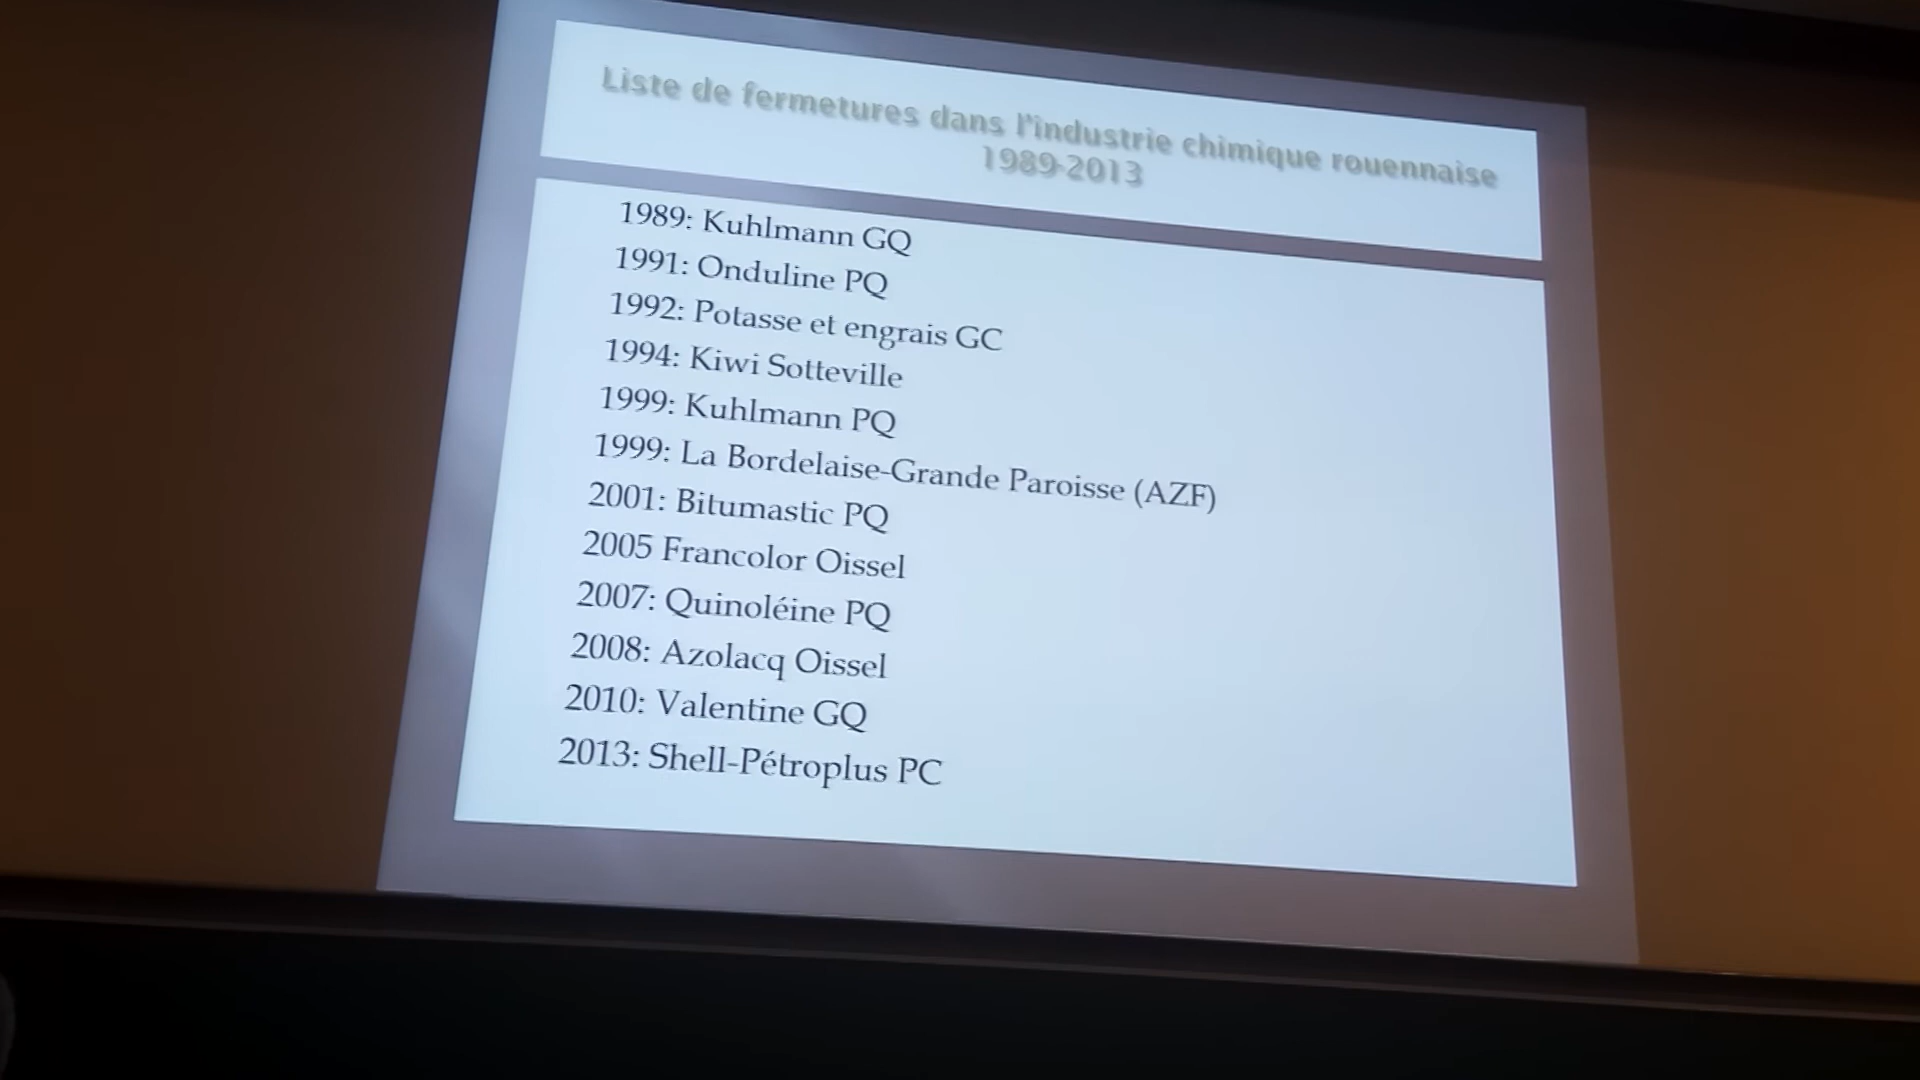 Liste de fermetures dans l'industrie chimique rouennaise
1989-2013
1989: Kuhlmann GQ
1991: Onduline PQ
1992: Potasse et engrais GC
1994: Kiwi Sotteville
1999: Kuhlmann PQ
1999: La Bordelaise-Grande Paroisse (AZF)
2001: Bitumastic PQ
2005 Francolor Oissel
2007: Quinoléine PQ
2008: Azolacq Oissel
2010: Valentine GQ
2013: Shell-Pétroplus PC